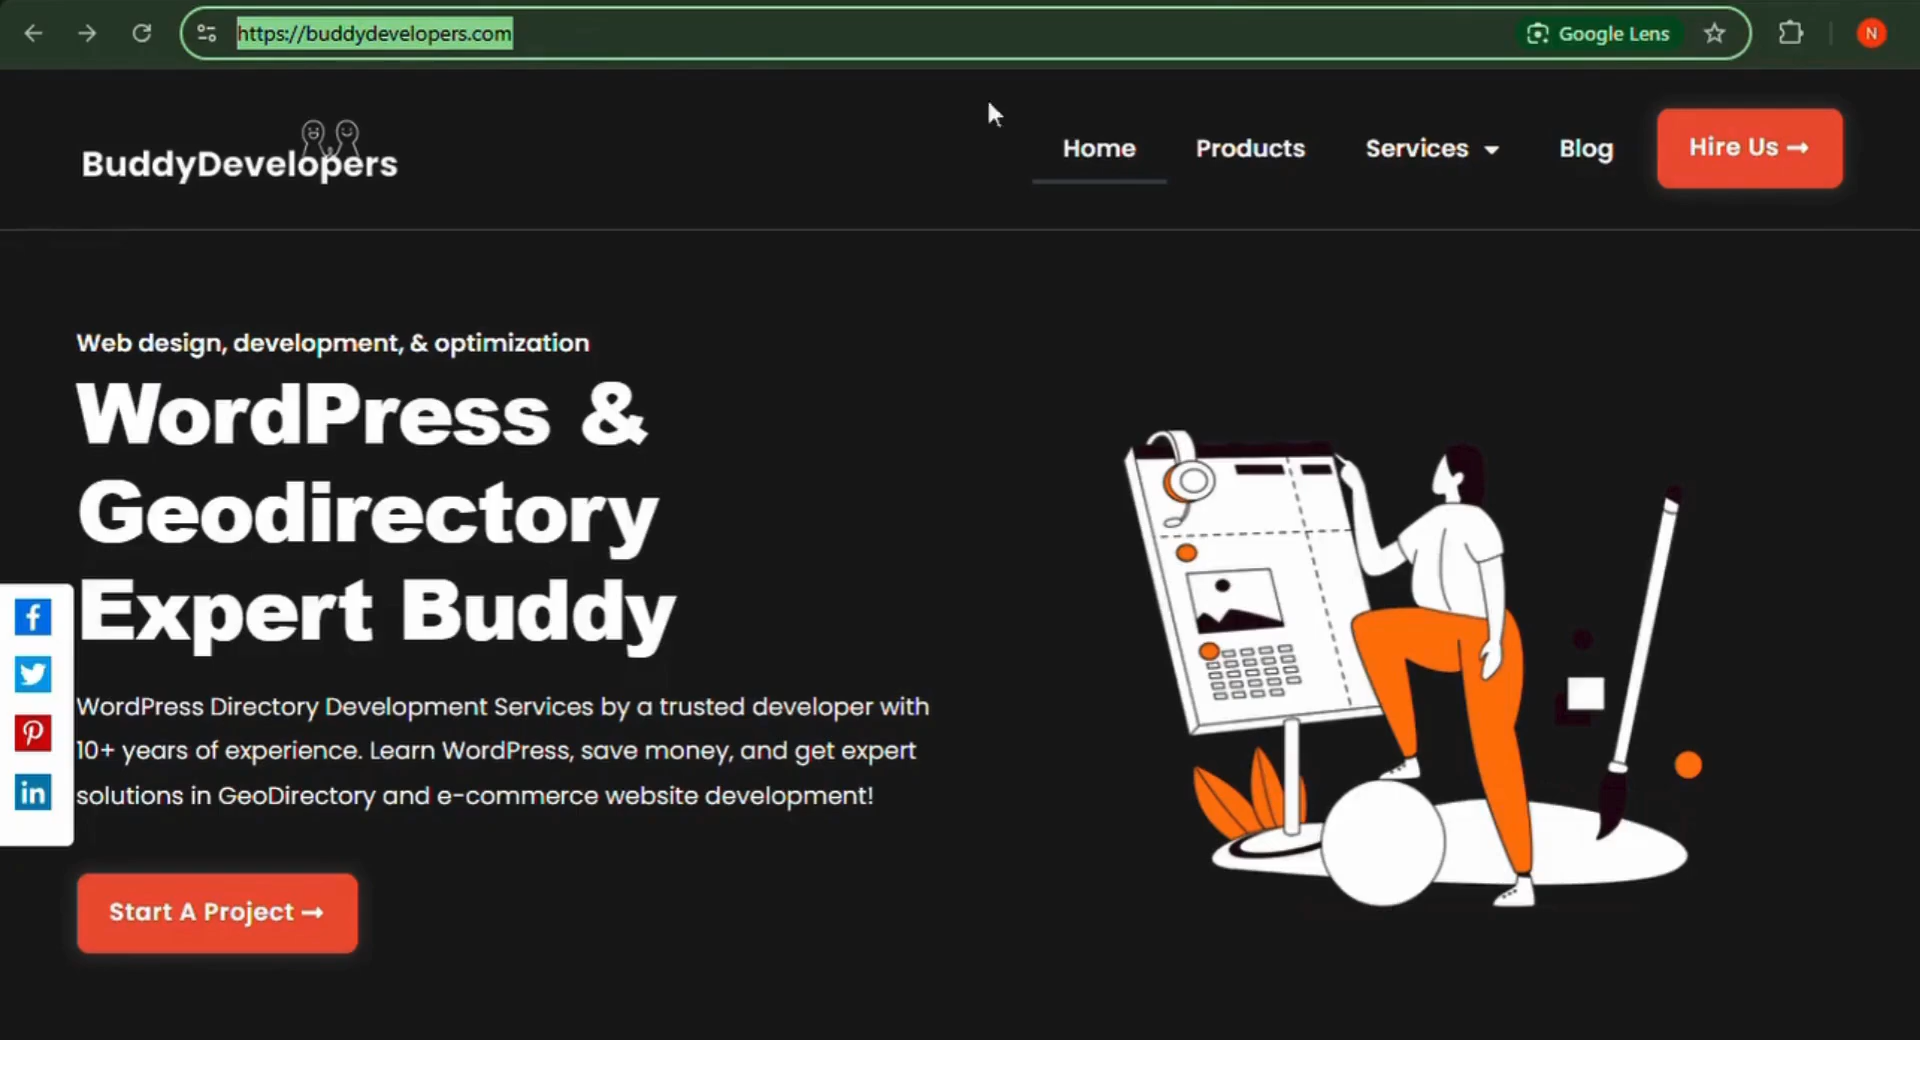 https://buddydevelopers.com
Google Lens
N
BuddyDevelopers
Home
Products
Services
Blog
Hire Us →
Web design, development, & optimization
WordPress &
Geodirectory
Expert Buddy
WordPress Directory Development Services by a trusted developer with
10+ years of experience. Learn WordPress, save money, and get expert
solutions in GeoDirectory and e-commerce website development!
Start A Project →